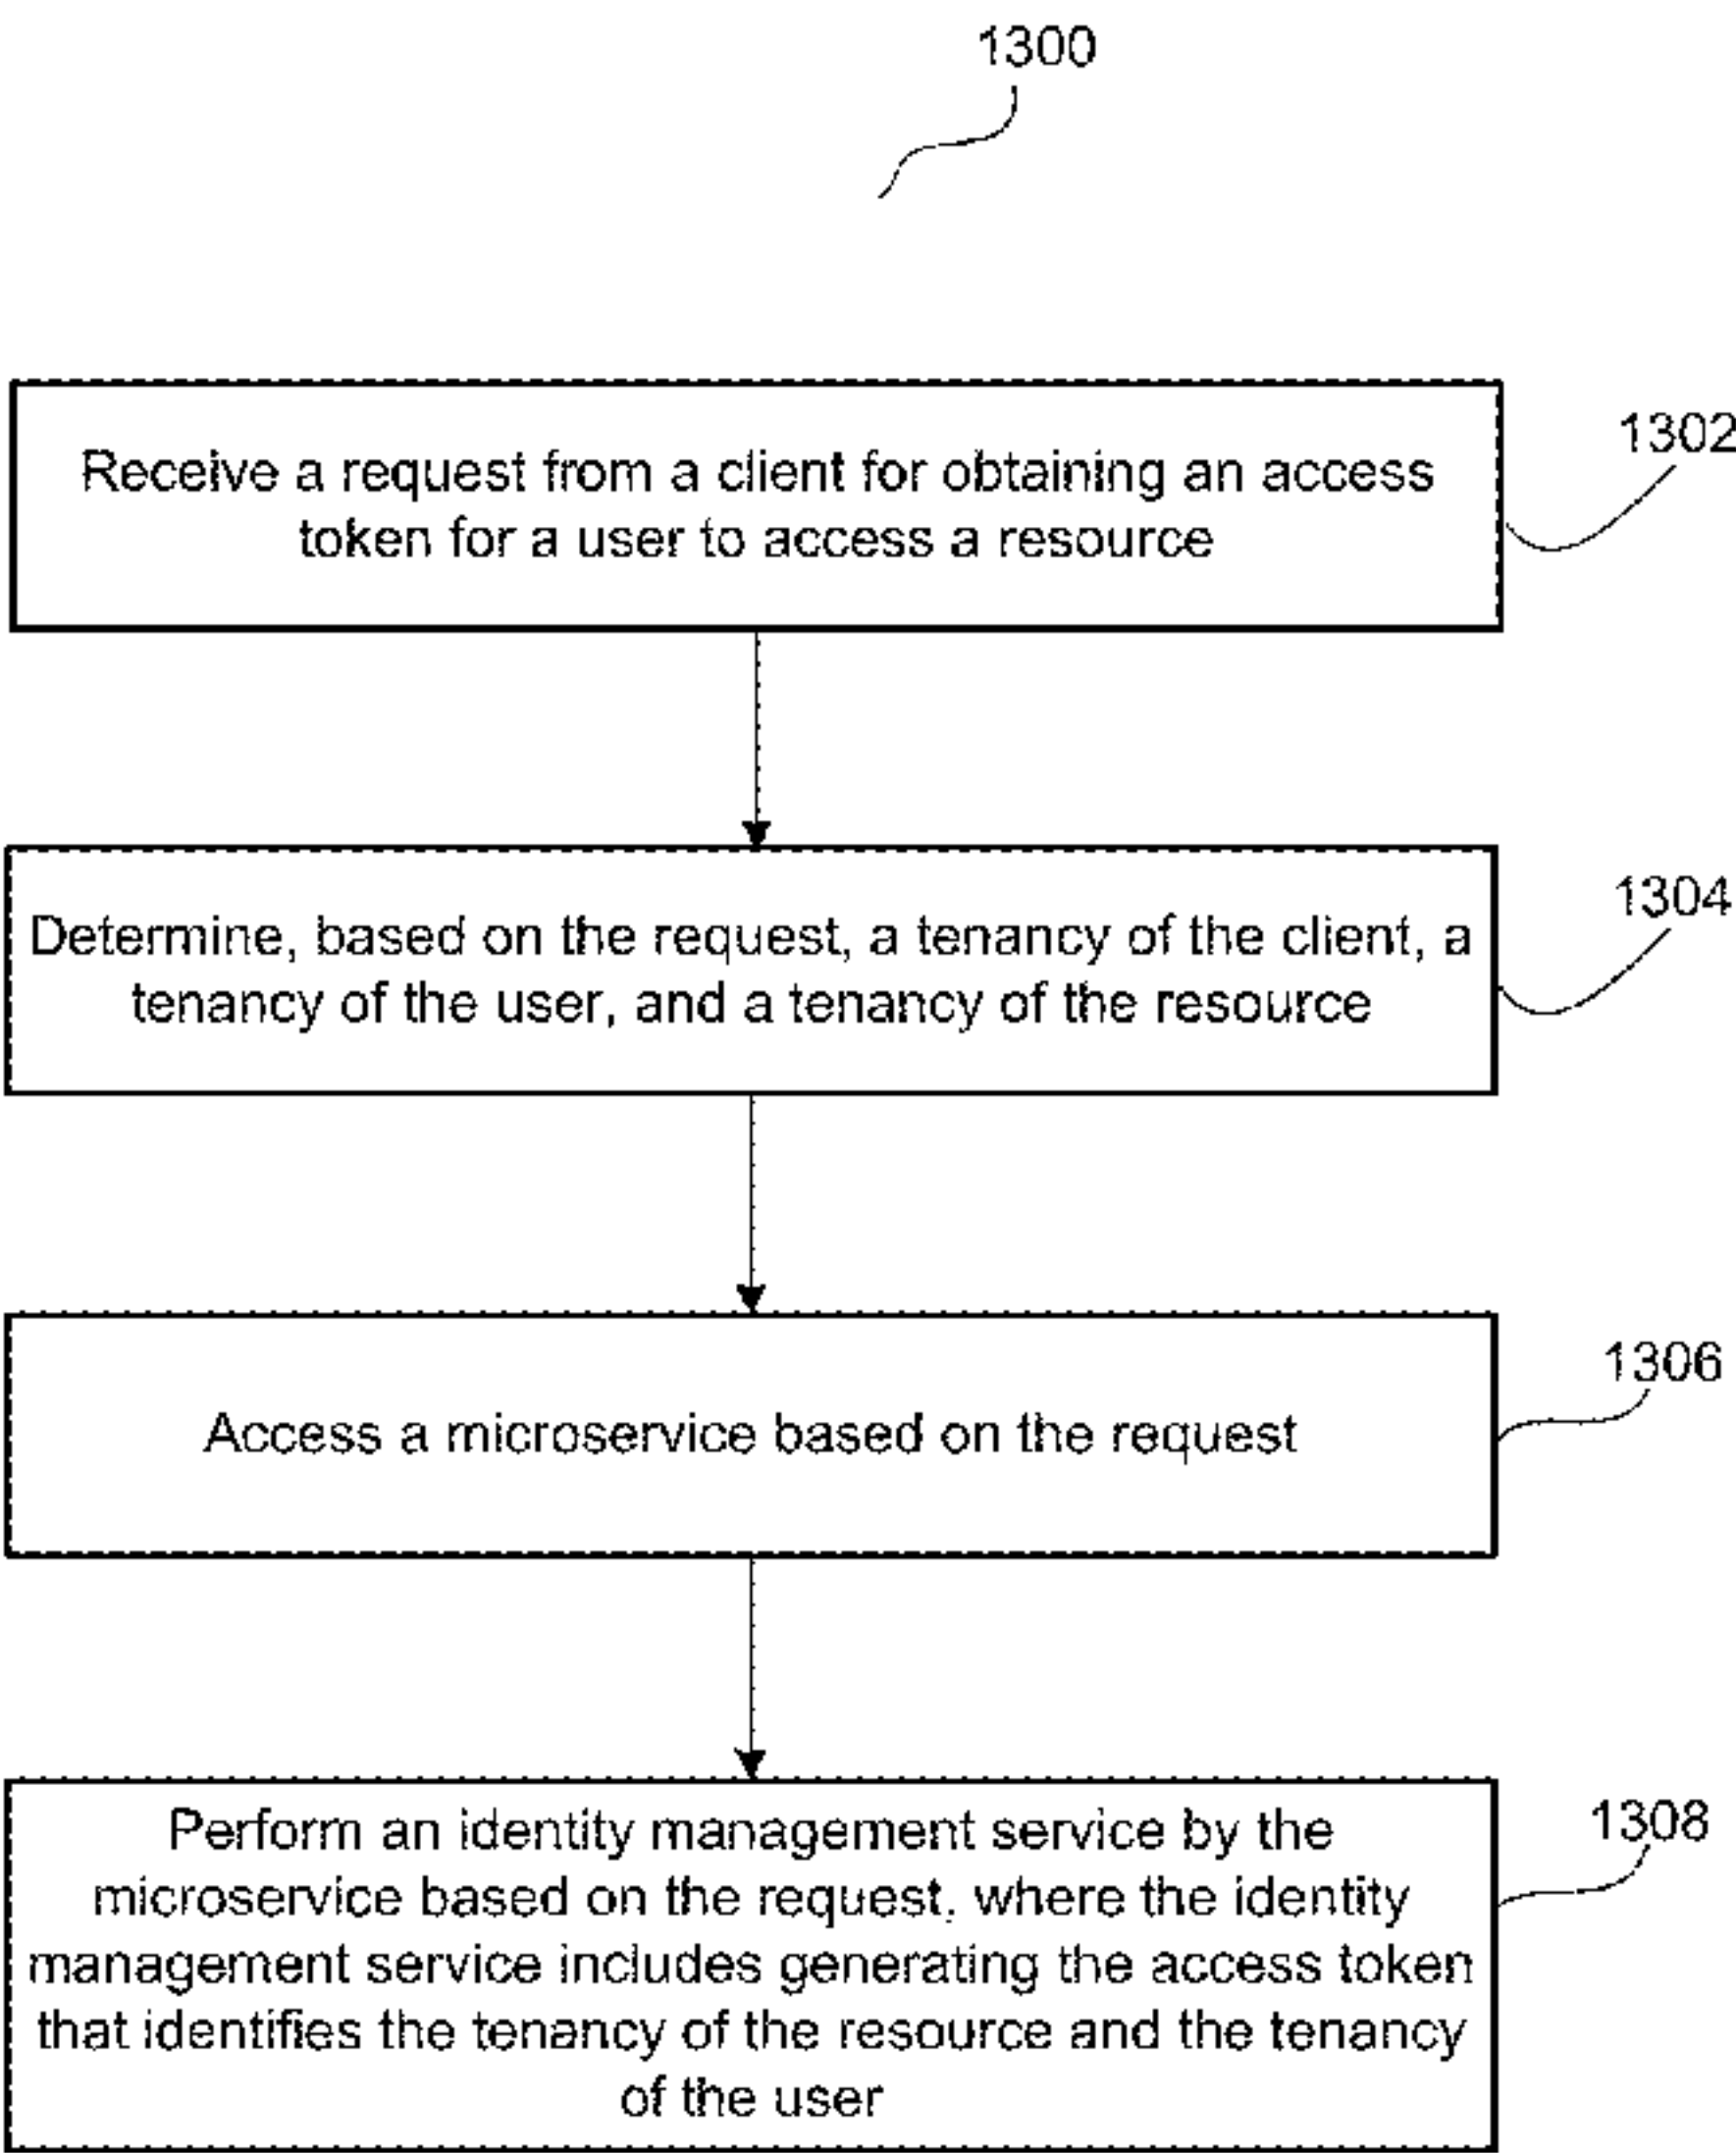 1300
Receive a request from a client for obtaining an access
token for a user to access a resource
1302
Determine, based on the request, a tenancy of the client, a
tenancy of the user, and a tenancy of the resource
1304
Access a microservice based on the request
1306
Perform an identity management service by the
microservice based on the request, where the identity
management service includes generating the access token
that identifies the tenancy of the resource and the tenancy
of the user
1308